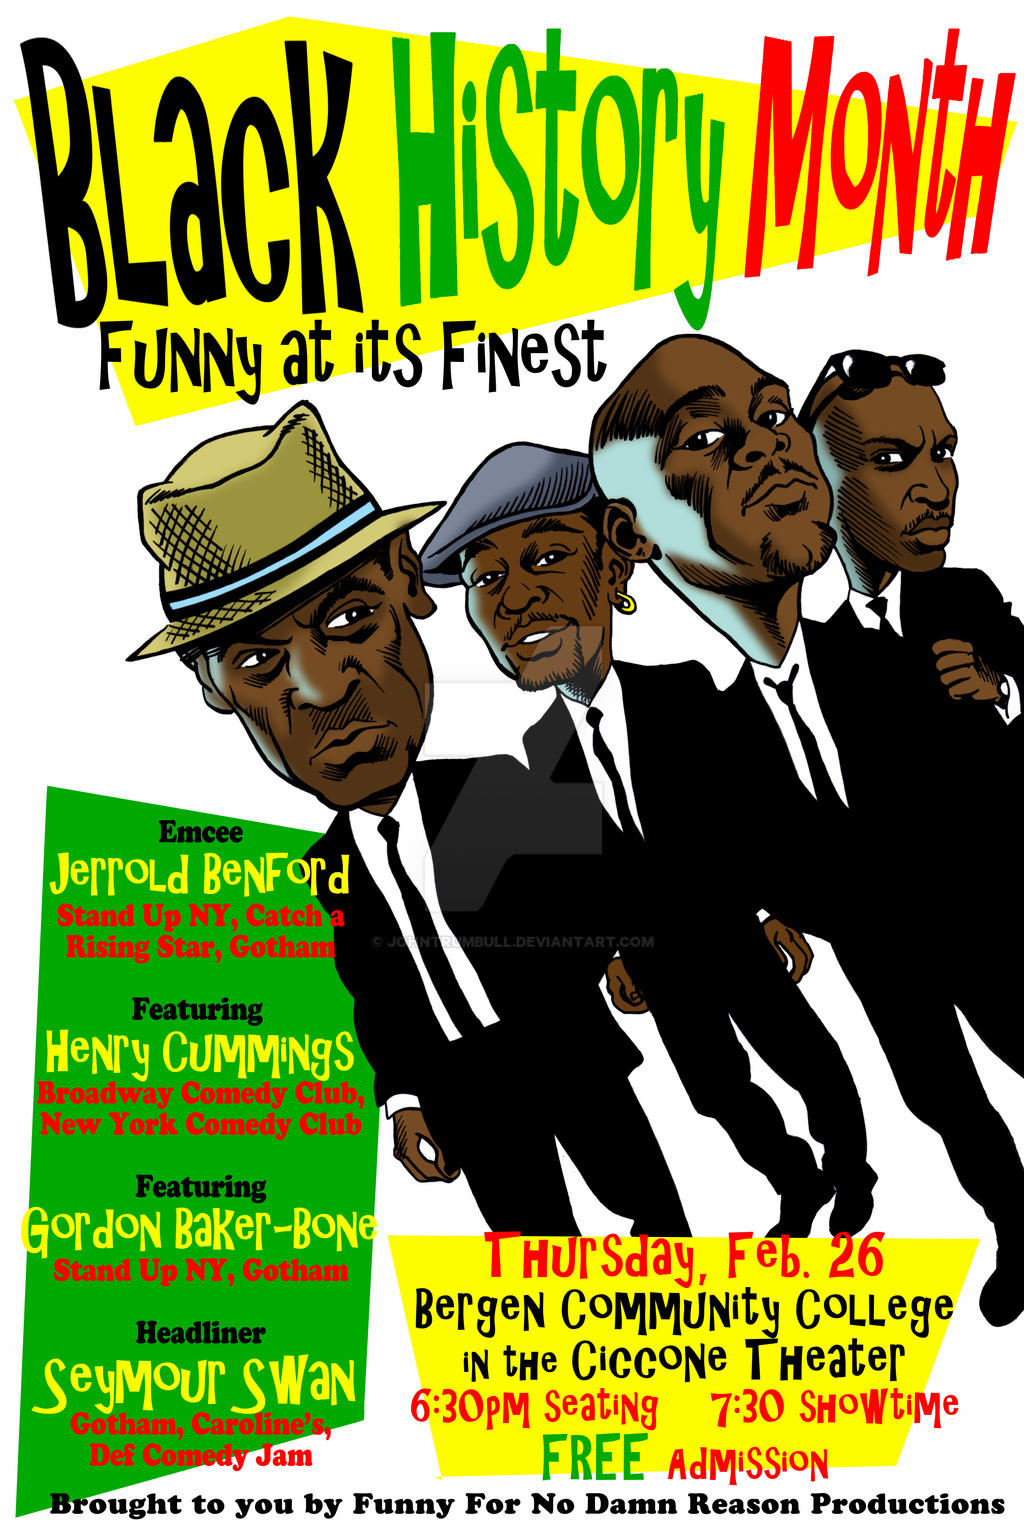 Black History Month
Funny at its Finest
Emcee
Jerrold Benford
Stand Up NY, Catch a
Rising Star, Gotham
Featuring
Henry Cummings
Broadway Comedy Club,
New York Comedy Club
Featuring
Gordon Baker-Bone
Stand Up NY, Gotham
Headliner
Seymour Swan
Gotham, Caroline's,
Def Comedy Jam
© JOHNTRUMBULL.DEVIANTART.COM
Thursday, Feb. 26
Bergen Community College
in the Ciccone Theater
6:30pm Seating 7:30 Showtime
FREE Admission
Brought to you by Funny For No Damn Reason Productions